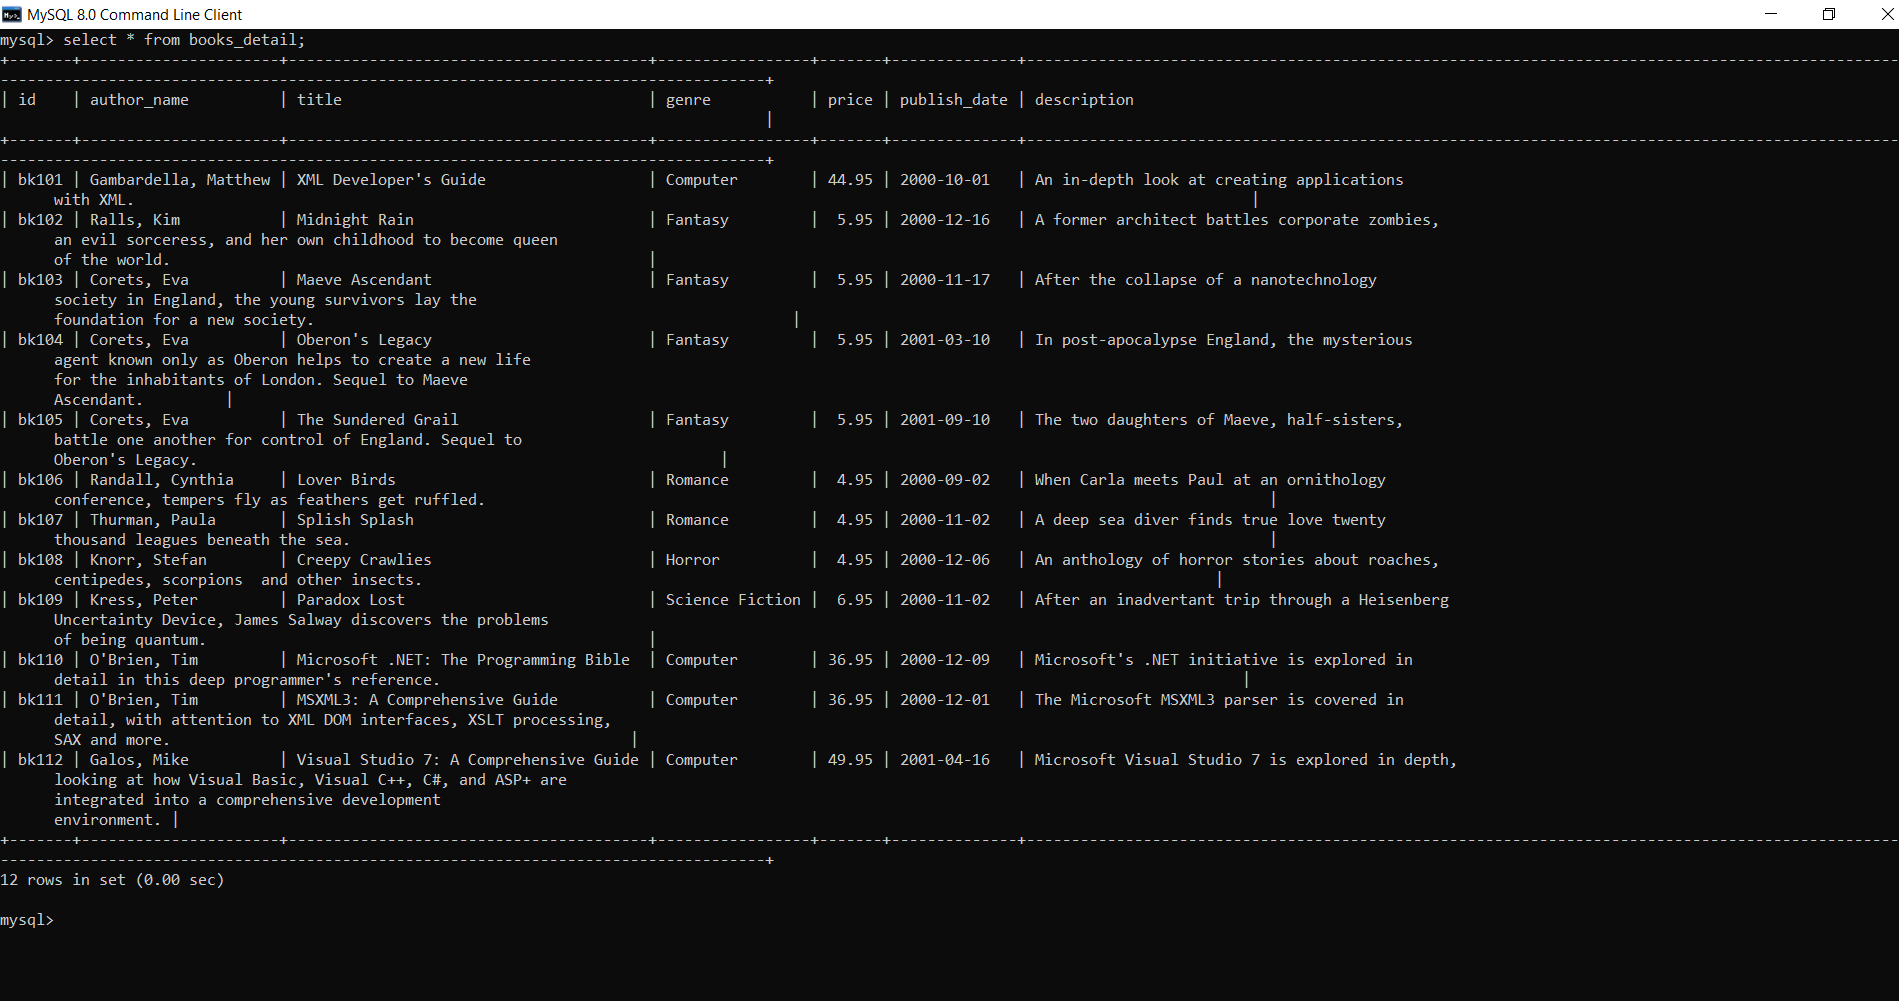 MySQL 8.0 Command Line Client
mysql> select * from books_detail;
+-------+----------------------+----------------------------------------+-----------------+-------+--------------+-------------------------------------------------------------------------------------------------
-------------------------------------------------------------------------------------+
| id    | author_name          | title                                  | genre           | price | publish_date | description
                                                                                     |
+-------+----------------------+----------------------------------------+-----------------+-------+--------------+-------------------------------------------------------------------------------------------------
-------------------------------------------------------------------------------------+
| bk101 | Gambardella, Matthew | XML Developer's Guide                  | Computer        | 44.95 | 2000-10-01   | An in-depth look at creating applications
      with XML.                                                                                                                             |
| bk102 | Ralls, Kim           | Midnight Rain                          | Fantasy         |  5.95 | 2000-12-16   | A former architect battles corporate zombies,
      an evil sorceress, and her own childhood to become queen
      of the world.                                                     |
| bk103 | Corets, Eva          | Maeve Ascendant                        | Fantasy         |  5.95 | 2000-11-17   | After the collapse of a nanotechnology
      society in England, the young survivors lay the
      foundation for a new society.                                                     |
| bk104 | Corets, Eva          | Oberon's Legacy                        | Fantasy         |  5.95 | 2001-03-10   | In post-apocalypse England, the mysterious
      agent known only as Oberon helps to create a new life
      for the inhabitants of London. Sequel to Maeve
      Ascendant.         |
| bk105 | Corets, Eva          | The Sundered Grail                     | Fantasy         |  5.95 | 2001-09-10   | The two daughters of Maeve, half-sisters,
      battle one another for control of England. Sequel to
      Oberon's Legacy.                                                          |
| bk106 | Randall, Cynthia     | Lover Birds                            | Romance         |  4.95 | 2000-09-02   | When Carla meets Paul at an ornithology
      conference, tempers fly as feathers get ruffled.                                                                                       |
| bk107 | Thurman, Paula       | Splish Splash                          | Romance         |  4.95 | 2000-11-02   | A deep sea diver finds true love twenty
      thousand leagues beneath the sea.                                                                                                      |
| bk108 | Knorr, Stefan        | Creepy Crawlies                        | Horror          |  4.95 | 2000-12-06   | An anthology of horror stories about roaches,
      centipedes, scorpions  and other insects.                                                                                        |
| bk109 | Kress, Peter         | Paradox Lost                           | Science Fiction |  6.95 | 2000-11-02   | After an inadvertant trip through a Heisenberg
      Uncertainty Device, James Salway discovers the problems
      of being quantum.                                                 |
| bk110 | O'Brien, Tim         | Microsoft .NET: The Programming Bible  | Computer        | 36.95 | 2000-12-09   | Microsoft's .NET initiative is explored in
      detail in this deep programmer's reference.                                                                                         |
| bk111 | O'Brien, Tim         | MSXML3: A Comprehensive Guide          | Computer        | 36.95 | 2000-12-01   | The Microsoft MSXML3 parser is covered in
      detail, with attention to XML DOM interfaces, XSLT processing,
      SAX and more.                                                   |
| bk112 | Galos, Mike          | Visual Studio 7: A Comprehensive Guide | Computer        | 49.95 | 2001-04-16   | Microsoft Visual Studio 7 is explored in depth,
      looking at how Visual Basic, Visual C++, C#, and ASP+ are
      integrated into a comprehensive development
      environment. |
+-------+----------------------+----------------------------------------+-----------------+-------+--------------+-------------------------------------------------------------------------------------------------
-------------------------------------------------------------------------------------+
12 rows in set (0.00 sec)
mysql>